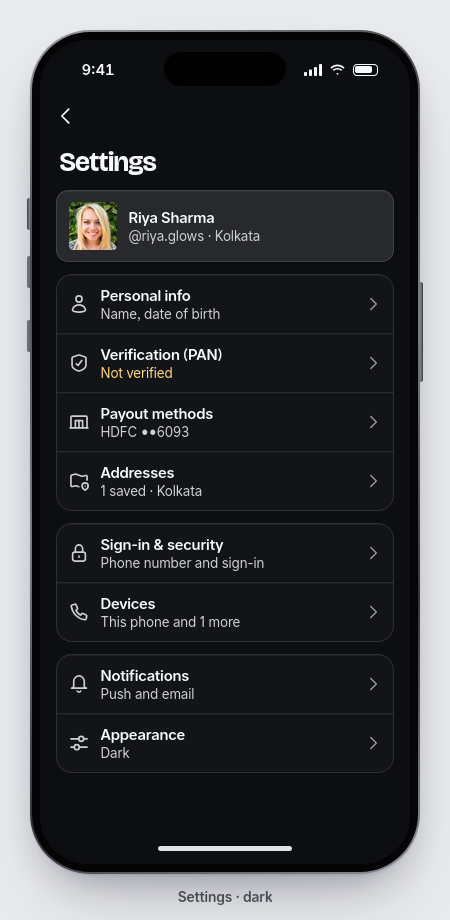 9:41
Settings
Riya Sharma
@riya.glows · Kolkata
Personal info
Name, date of birth
Verification (PAN)
Not verified
Payout methods
HDFC ••6093
Addresses
1 saved · Kolkata
Sign-in & security
Phone number and sign-in
Devices
This phone and 1 more
Notifications
Push and email
Appearance
Dark
Settings · dark